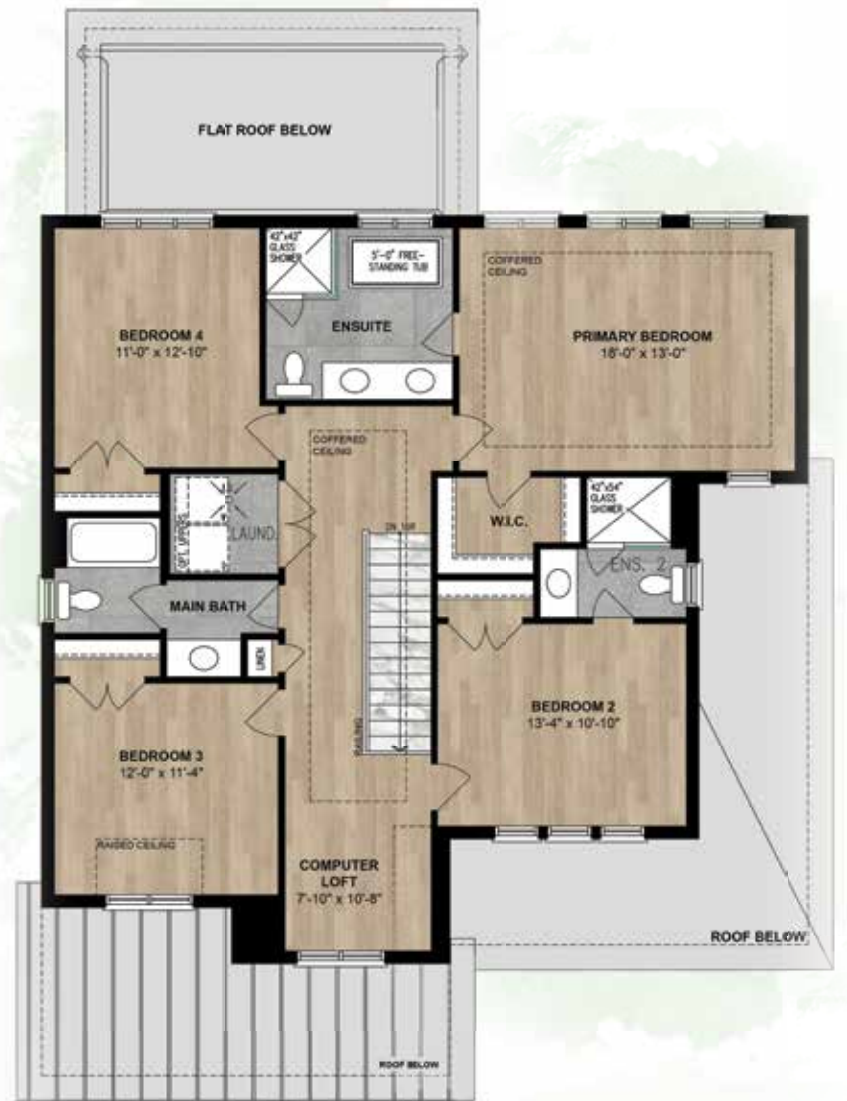 FLAT ROOF BELOW
42"x42"
GLASS
SHOWER
5'-0" FREE-
STANDING TUB
ENSUITE
COFFERED
CEILING
PRIMARY BEDROOM
18'-0" x 13'-0"
BEDROOM 4
11'-0" x 12'-10"
COFFERED
CEILING
OPT. UPPERS
LAUND.
W.I.C.
42"x54"
GLASS
SHOWER
ENS. 2
MAIN BATH
LINEN
RAILING
BEDROOM 2
13'-4" x 10'-10"
BEDROOM 3
12'-0" x 11'-4"
RAISED CEILING
COMPUTER
LOFT
7'-10" x 10'-8"
ROOF BELOW
ROOF BELOW